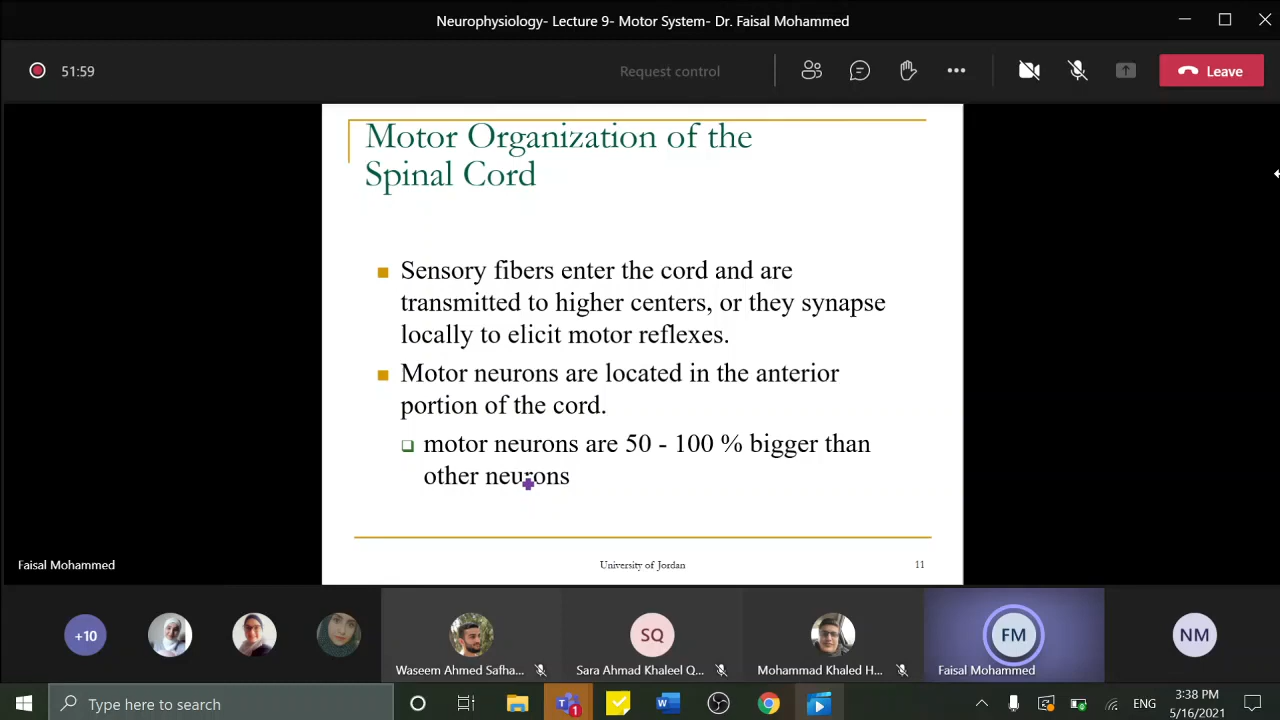 Neurophysiology- Lecture 9- Motor System- Dr. Faisal Mohammed
51:59
Request control
Leave
Motor Organization of the
Spinal Cord
Sensory fibers enter the cord and are
transmitted to higher centers, or they synapse
locally to elicit motor reflexes.
Motor neurons are located in the anterior
portion of the cord.
motor neurons are 50 - 100 % bigger than
other neurons
University of Jordan
11
Faisal Mohammed
+10
SQ
FM
NM
Waseem Ahmed Safha...
Sara Ahmad Khaleel Q...
Mohammad Khaled H...
Faisal Mohammed
Type here to search
1
ENG
3:38 PM
5/16/2021